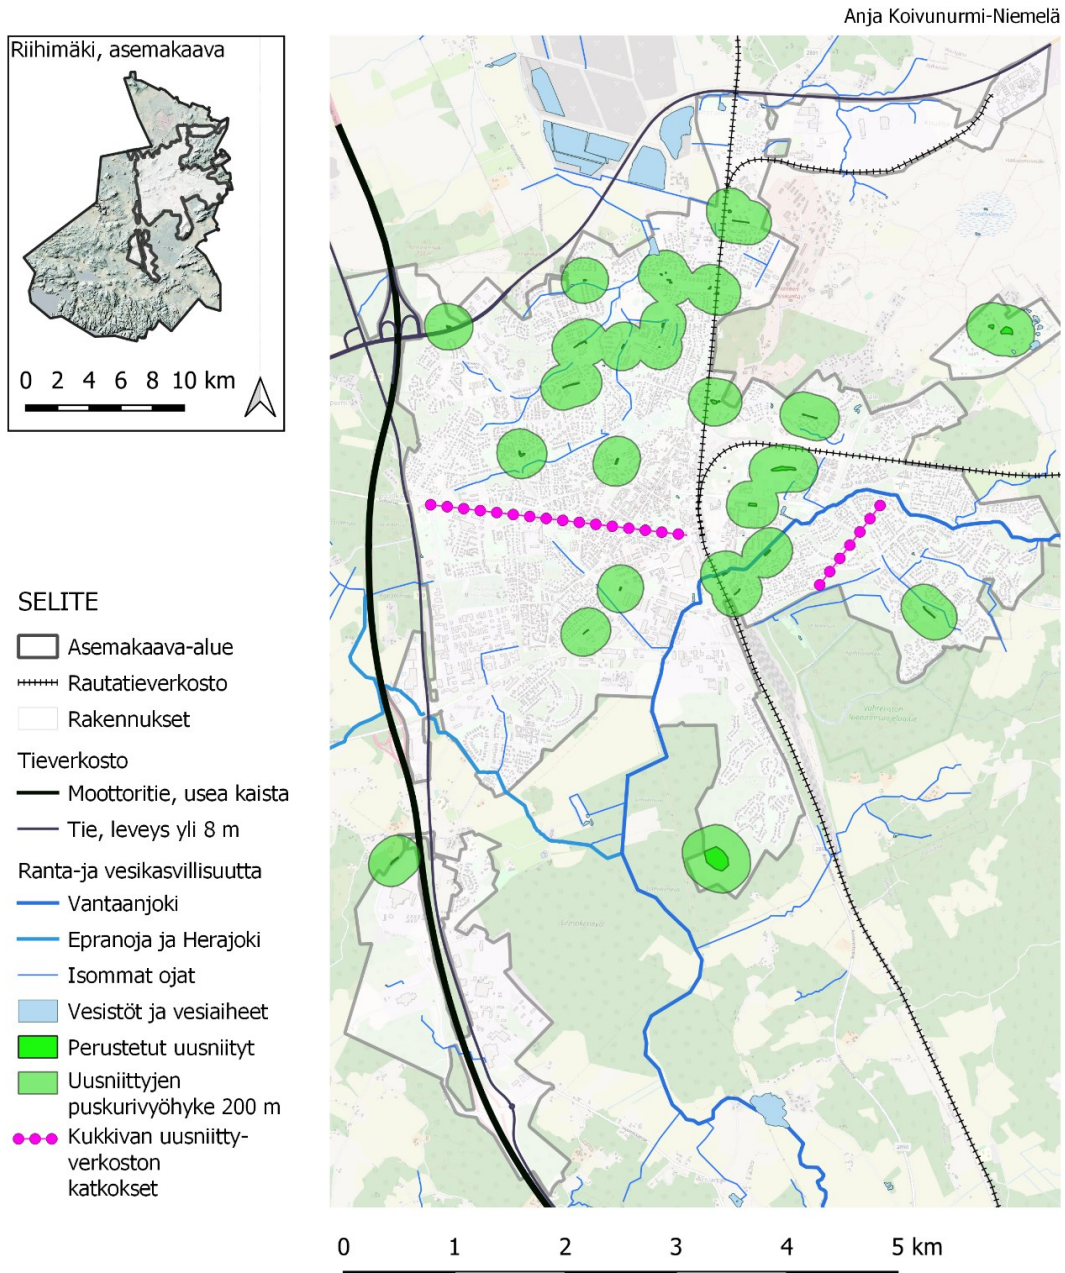 Anja Koivunurmi-Niemelä
Riihimäki, asemakaava
0 2 4 6 8 10 km
SELITE
Asemakaava-alue
Rautatieverkosto
Rakennukset
Tieverkosto
Moottoritie, usea kaista
Tie, leveys yli 8 m
Ranta-ja vesikasvillisuutta
Vantaanjoki
Epranoja ja Herajoki
Isommat ojat
Vesistöt ja vesiaiheet
Perustetut uusniityt
Uusniittyjen
puskurivyöhyke 200 m
Kukkivan uusniitty-
verkoston
katkokset
0 1 2 3 4 5 km